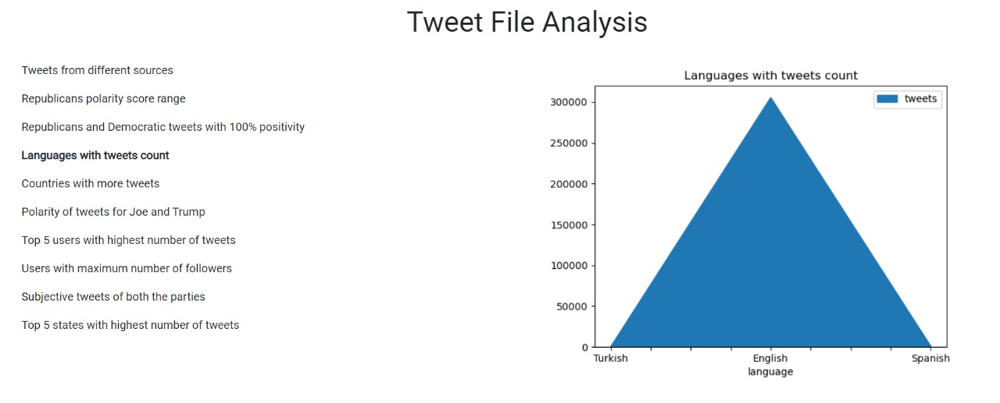 Tweet File Analysis
Tweets from different sources
Republicans polarity score range
Republicans and Democratic tweets with 100% positivity
Languages with tweets count
Countries with more tweets
Polarity of tweets for Joe and Trump
Top 5 users with highest number of tweets
Users with maximum number of followers
Subjective tweets of both the parties
Top 5 states with highest number of tweets
Languages with tweets count
tweets
300000
250000
200000
150000
100000
50000
0
Turkish English Spanish
language